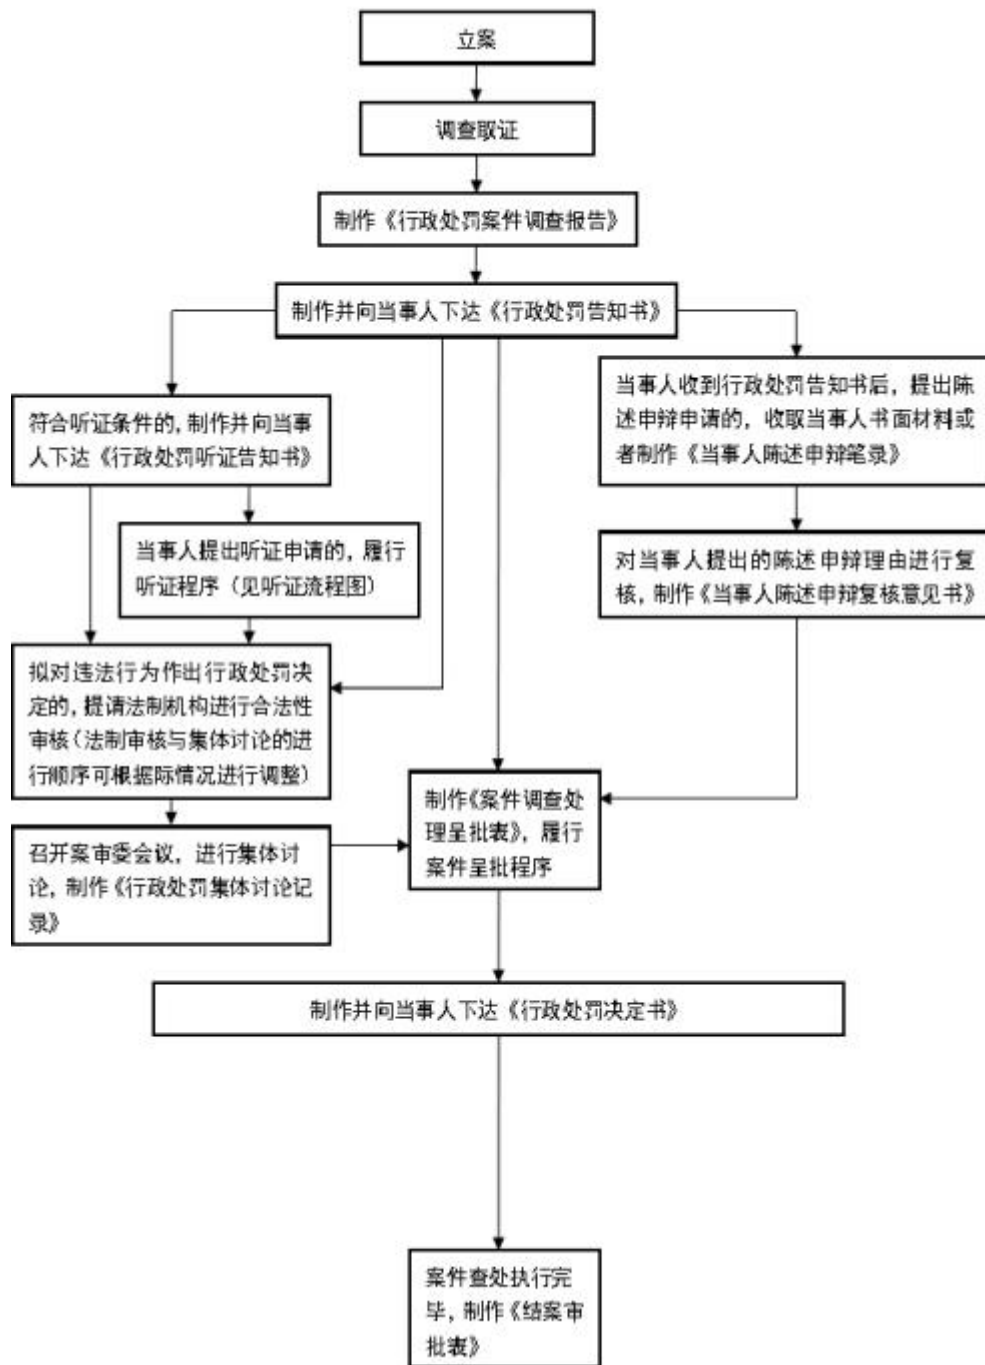 立案
调查取证
制作《行政处罚案件调查报告》
制作并向当事人下达《行政处罚告知书》
符合听证条件的，制作并向当事
人下达《行政处罚听证告知书》
当事人提出听证申请的，履行
听证程序（见听证流程图）
拟对违法行为作出行政处罚决
定的，提请法制机构进行合法性
审核（法制审核与集体讨论的进
行顺序可根据际情况进行调整）
召开案审委会议，进行集体讨
论，制作《行政处罚集体讨论记
录》
当事人收到行政处罚告知书后，提出陈
述申辩申请的，收取当事人书面材料或
者制作《当事人陈述申辩笔录》
对当事人提出的陈述申辩理由进行复
核，制作《当事人陈述申辩复核意见书》
制作《案件调查处
理呈批表》，履行
案件呈批程序
制作并向当事人下达《行政处罚决定书》
案件查处执行完
毕，制作《结案审
批表》